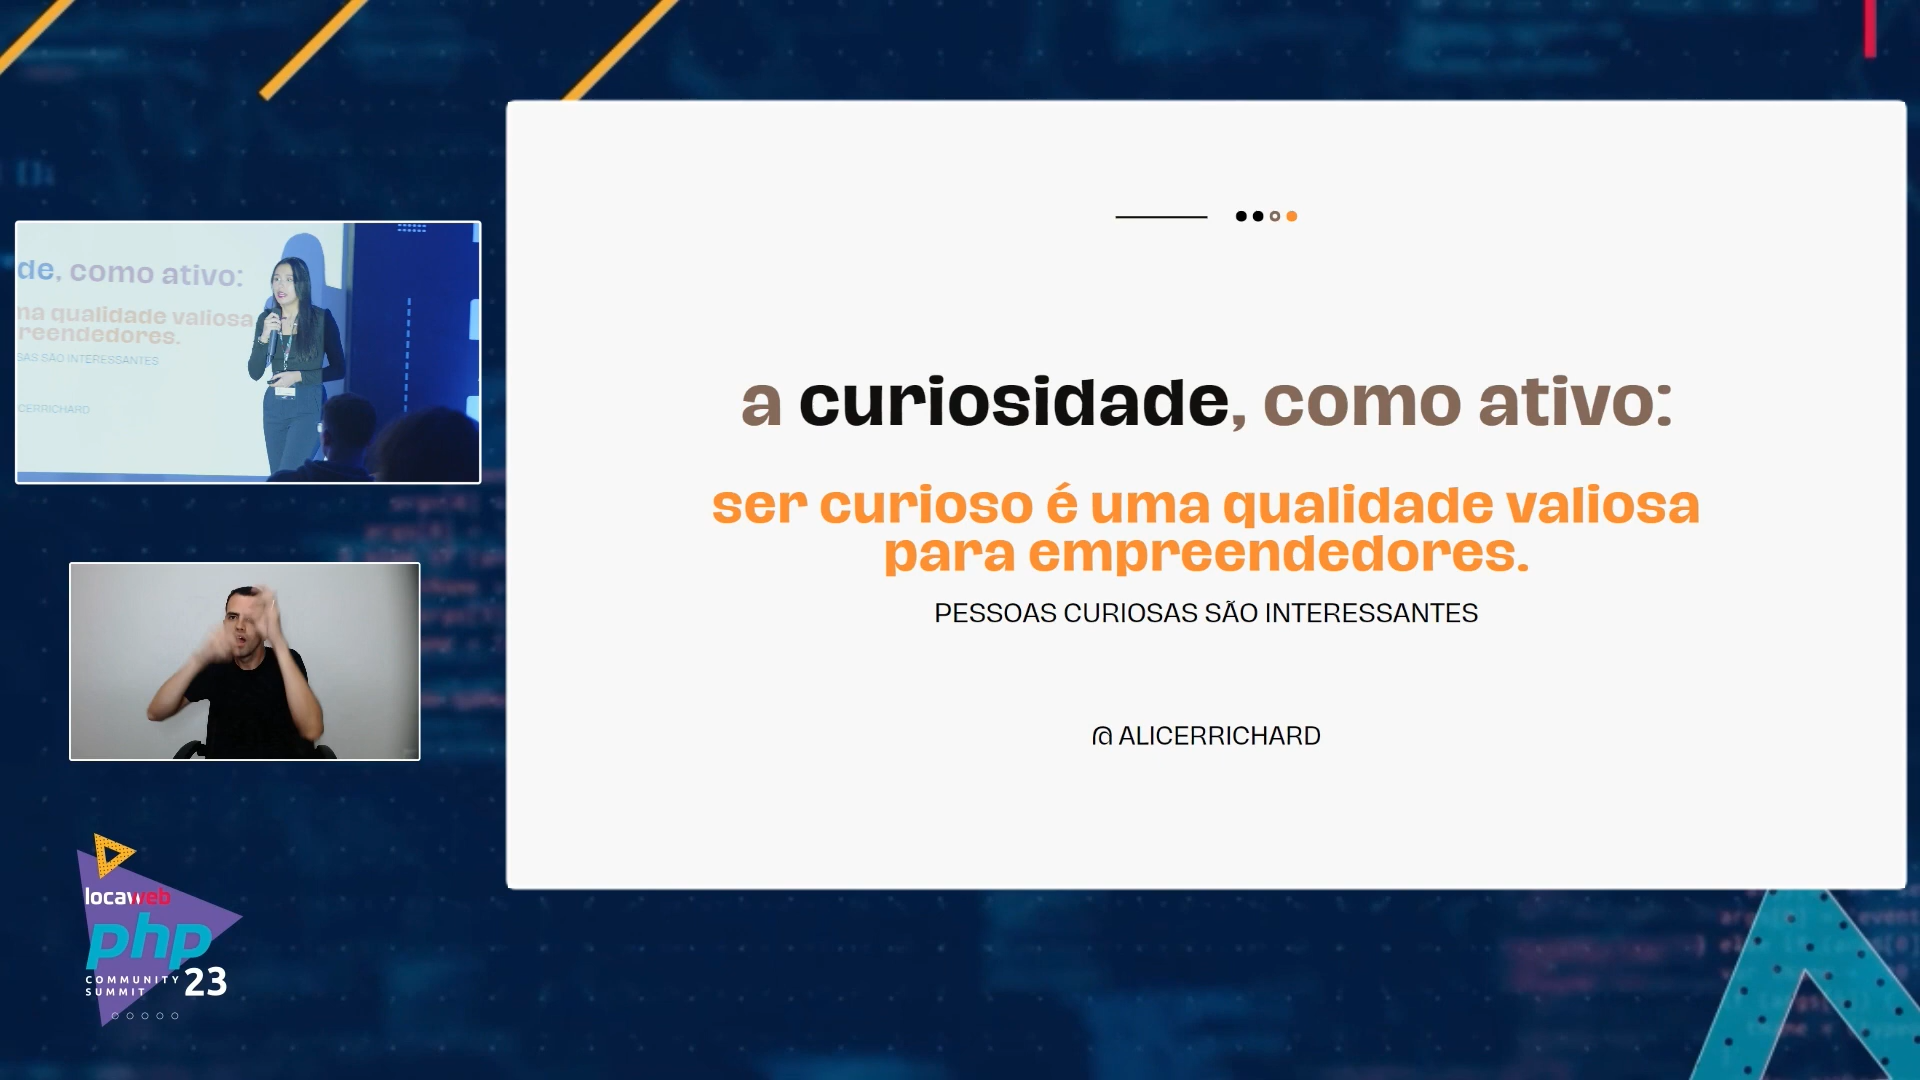 de, como ativo:
ma qualidade valiosa
reendedores.
SAS SÃO INTERESSANTES
CERRICHARD
a curiosidade, como ativo:
ser curioso é uma qualidade valiosa
para empreendedores.
PESSOAS CURIOSAS SÃO INTERESSANTES
@ ALICERRICHARD
locaweb
php
COMMUNITY
SUMMIT 23